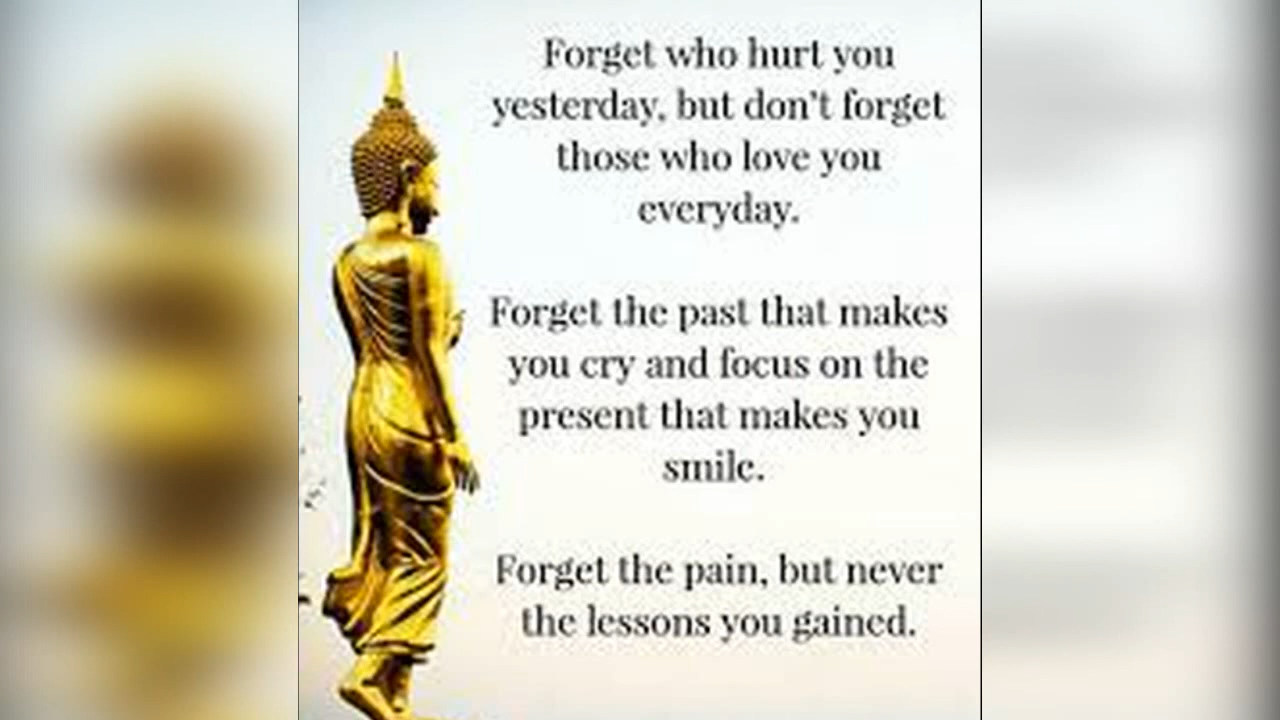 Forget who hurt you
yesterday, but don't forget
those who love you
everyday.
Forget the past that makes
you cry and focus on the
present that makes you
smile.
Forget the pain, but never
the lessons you gained.